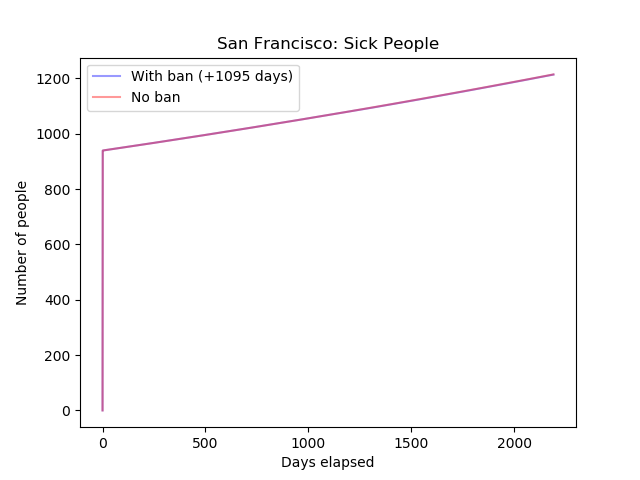 San Francisco: Sick People
With ban (+1095 days)
No ban
Number of people
1200
1000
800
600
400
200
0
0 500 1000 1500 2000
Days elapsed